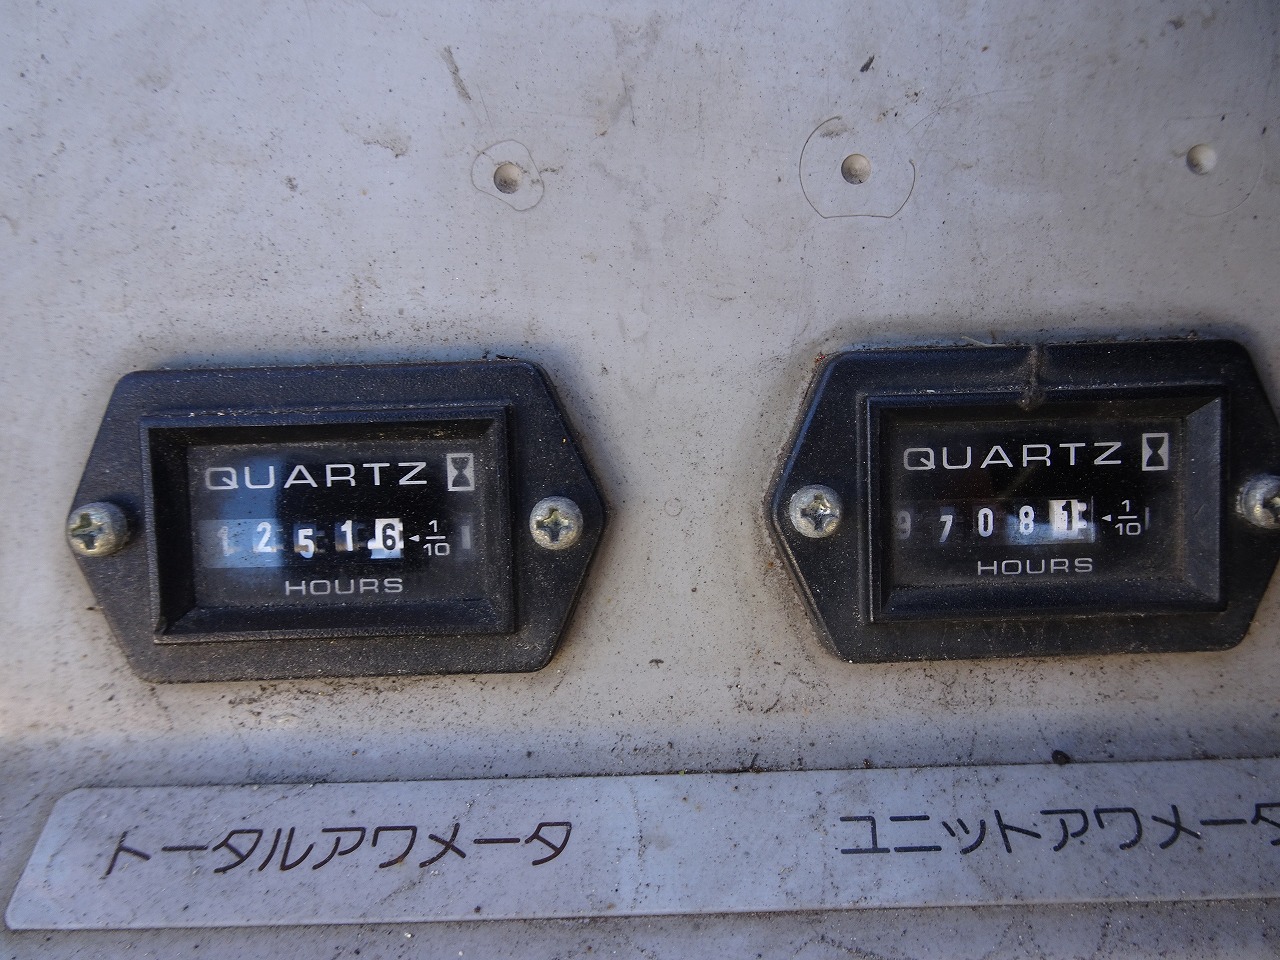 QUARTZ
12516 1/10
HOURS
QUARTZ
97081 1/10
HOURS
トータルアワメータ
ユニットアワメータ